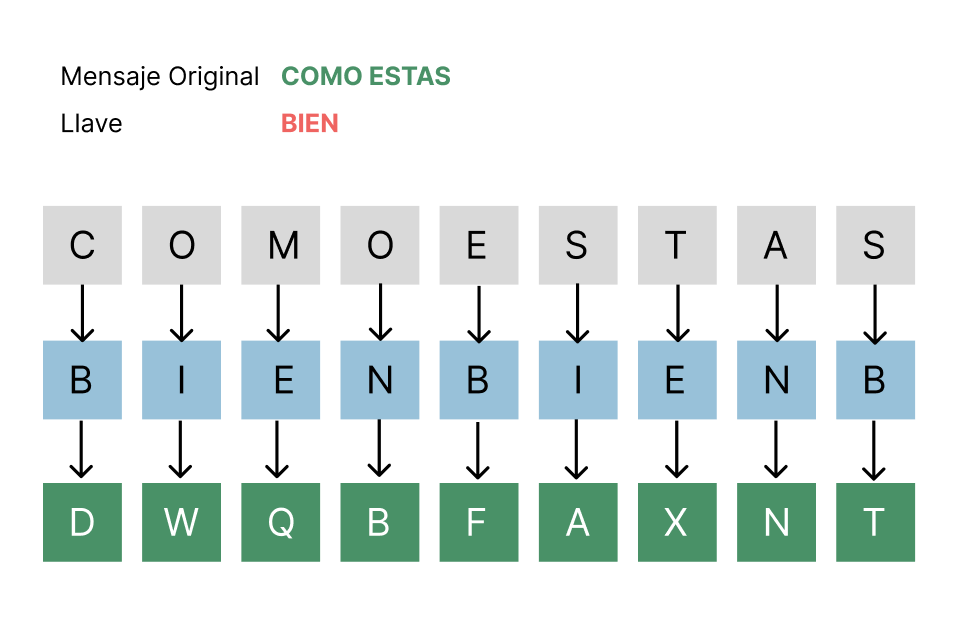 Mensaje Original COMO ESTAS
Llave BIEN
C O M O E S T A S
B I E N B I E N B
D W Q B F A X N T